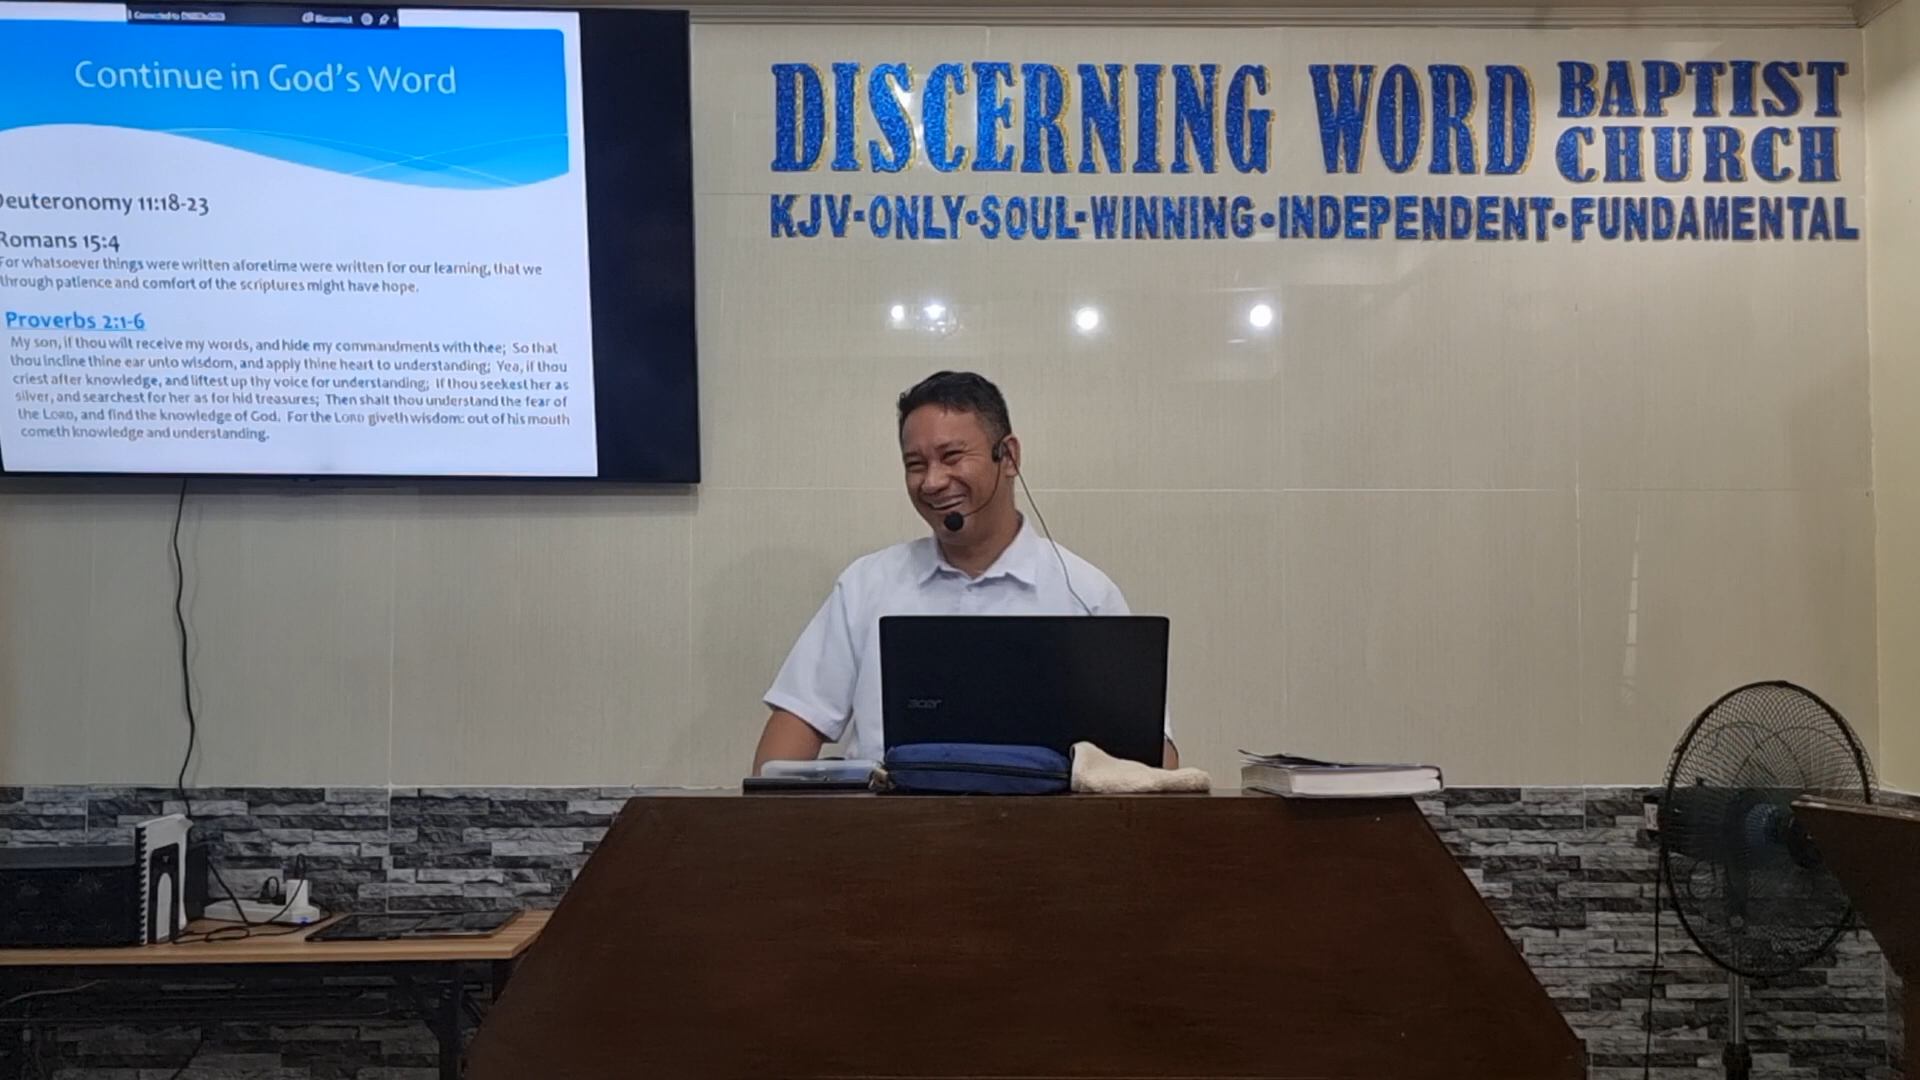 Continue in God's Word
Deuteronomy 11:18-23
Romans 15:4
For whatsoever things were written aforetime were written for our learning, that we
through patience and comfort of the scriptures might have hope.
Proverbs 2:1-6
My son, if thou wilt receive my words, and hide my commandments with thee; So that
thou incline thine ear unto wisdom, and apply thine heart to understanding; Yea, if thou
criest after knowledge, and liftest up thy voice for understanding; If thou seekest her as
silver, and searchest for her as for hid treasures; Then shalt thou understand the fear of
the LORD, and find the knowledge of God. For the LORD giveth wisdom: out of his mouth
cometh knowledge and understanding.
DISCERNING WORD BAPTIST
CHURCH
KJV-ONLY•SOUL-WINNING•INDEPENDENT•FUNDAMENTAL
acer